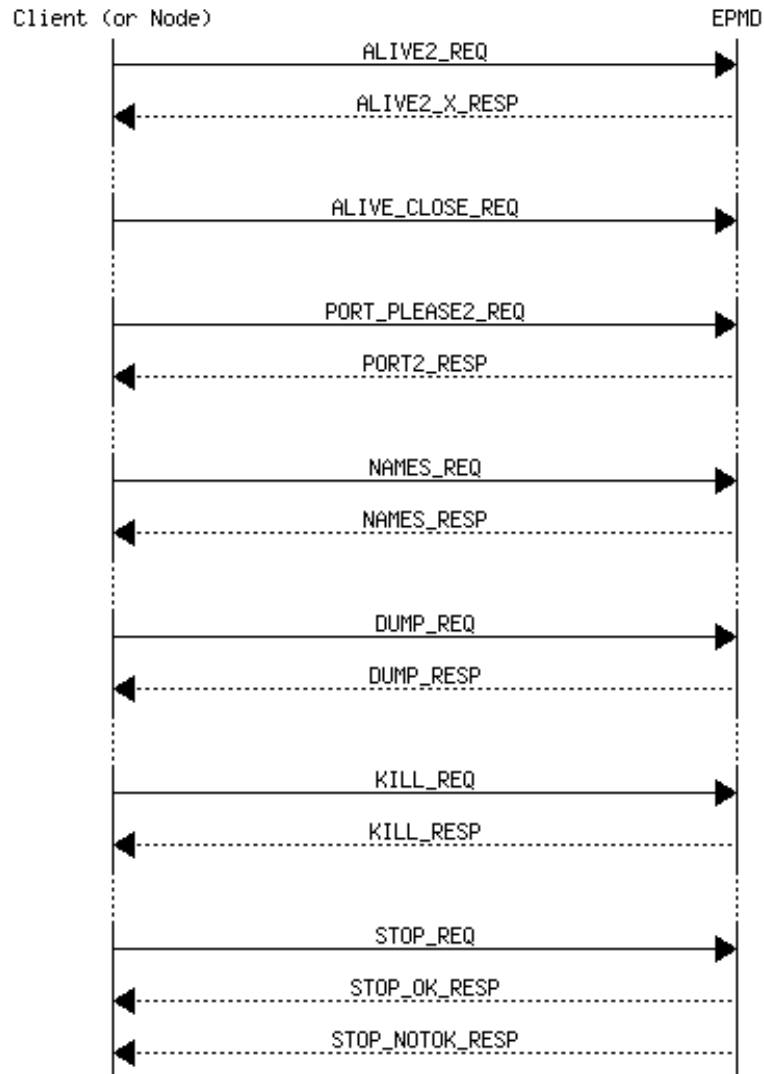 Client (or Node) EPMD
ALIVE2_REQ
ALIVE2_X_RESP
ALIVE_CLOSE_REQ
PORT_PLEASE2_REQ
PORT2_RESP
NAMES_REQ
NAMES_RESP
DUMP_REQ
DUMP_RESP
KILL_REQ
KILL_RESP
STOP_REQ
STOP_OK_RESP
STOP_NOTOK_RESP